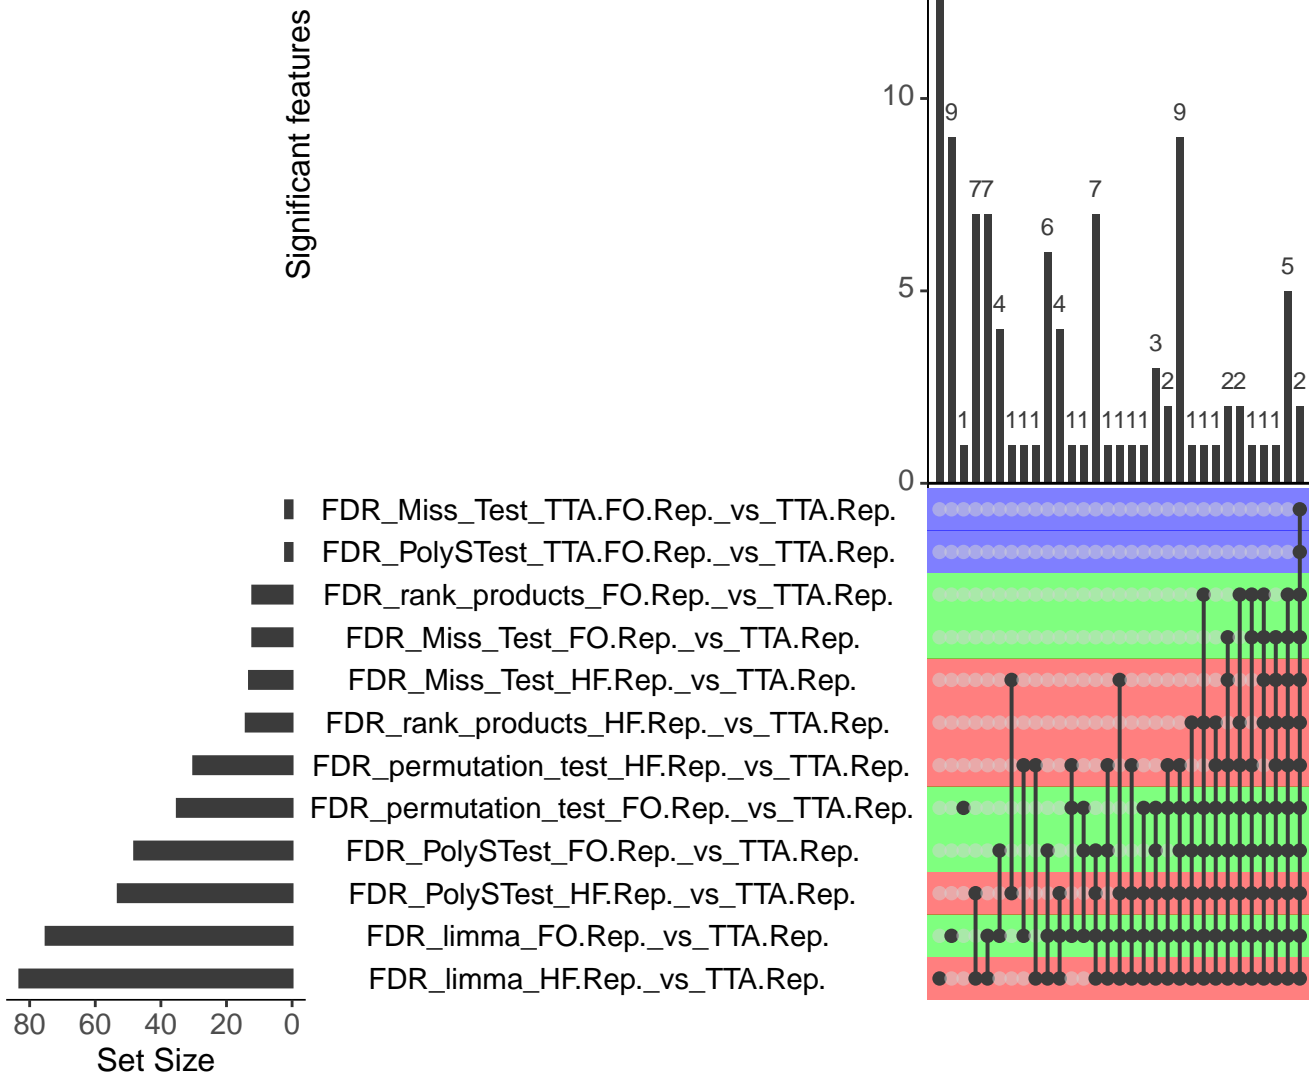 Significant features
10
5
0
9
1
77
4
111
6
4
11
7
1111
3
2
9
111
22
111
5
2
FDR_Miss_Test_TTA.FO.Rep._vs_TTA.Rep.
FDR_PolySTest_TTA.FO.Rep._vs_TTA.Rep.
FDR_rank_products_FO.Rep._vs_TTA.Rep.
FDR_Miss_Test_FO.Rep._vs_TTA.Rep.
FDR_Miss_Test_HF.Rep._vs_TTA.Rep.
FDR_rank_products_HF.Rep._vs_TTA.Rep.
FDR_permutation_test_HF.Rep._vs_TTA.Rep.
FDR_permutation_test_FO.Rep._vs_TTA.Rep.
FDR_PolySTest_FO.Rep._vs_TTA.Rep.
FDR_PolySTest_HF.Rep._vs_TTA.Rep.
FDR_limma_FO.Rep._vs_TTA.Rep.
FDR_limma_HF.Rep._vs_TTA.Rep.
80 60 40 20 0
Set Size